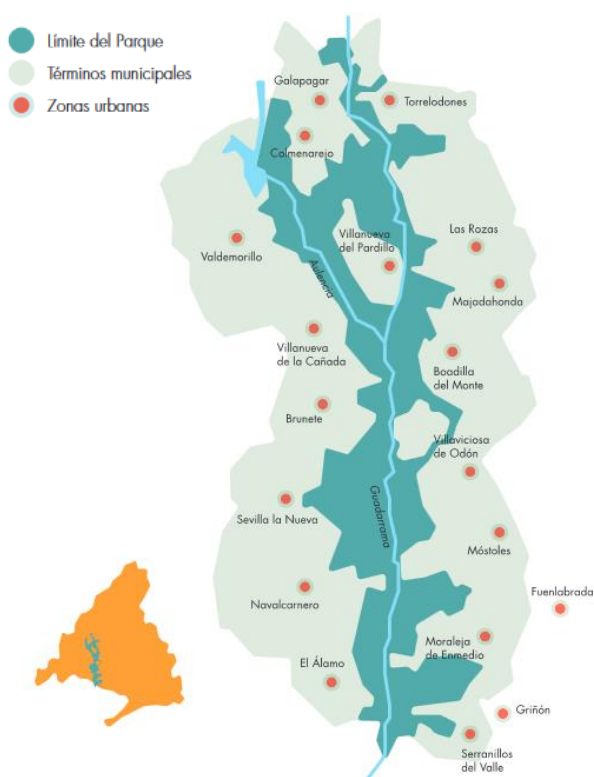 Límite del Parque
Términos municipales
Zonas urbanas
Galapagar
Torrelodones
Colmenarejo
Valdemorillo
Villanueva
del Pardillo
Las Rozas
Aulencia
Majadahonda
Villanueva
de la Cañada
Boadilla
del Monte
Brunete
Villaviciosa
de Odón
Sevilla la Nueva
Guadarrama
Móstoles
Navalcarnero
Fuenlabrada
Moraleja
de Enmedio
El Álamo
Griñón
Serranillos
del Valle